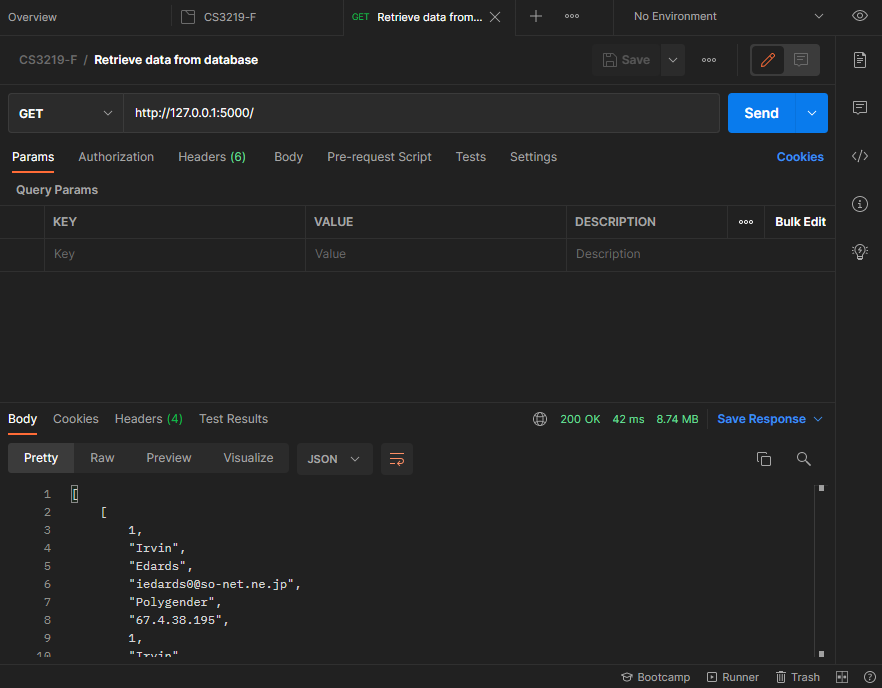 Overview CS3219-F GET Retrieve data from... No Environment
CS3219-F / Retrieve data from database Save
GET http://127.0.0.1:5000/ Send
Params Authorization Headers (6) Body Pre-request Script Tests Settings Cookies
Query Params
KEY VALUE DESCRIPTION Bulk Edit
Key Value Description
Body Cookies Headers (4) Test Results 200 OK 42 ms 8.74 MB Save Response
Pretty Raw Preview Visualize JSON
1 [
2 [
3 1,
4 "Irvin",
5 "Edards",
6 "iedards0@so-net.ne.jp",
7 "Polygender",
8 "67.4.38.195",
9 1,
10 "Irvin"
Bootcamp Runner Trash